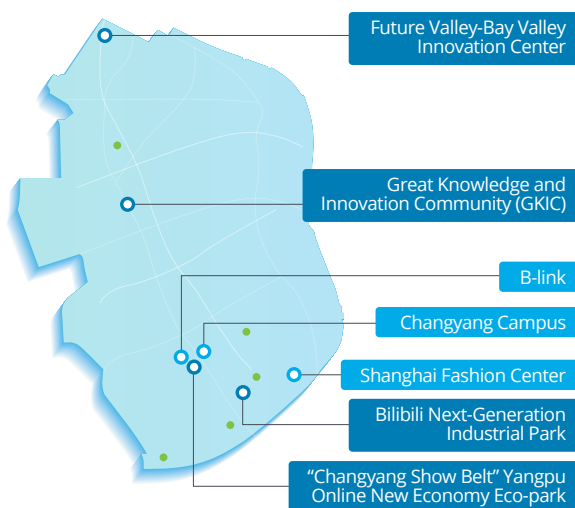 Future Valley-Bay Valley
Innovation Center
Great Knowledge and
Innovation Community (GKIC)
B-link
Changyang Campus
Shanghai Fashion Center
Bilibili Next-Generation
Industrial Park
“Changyang Show Belt” Yangpu
Online New Economy Eco-park